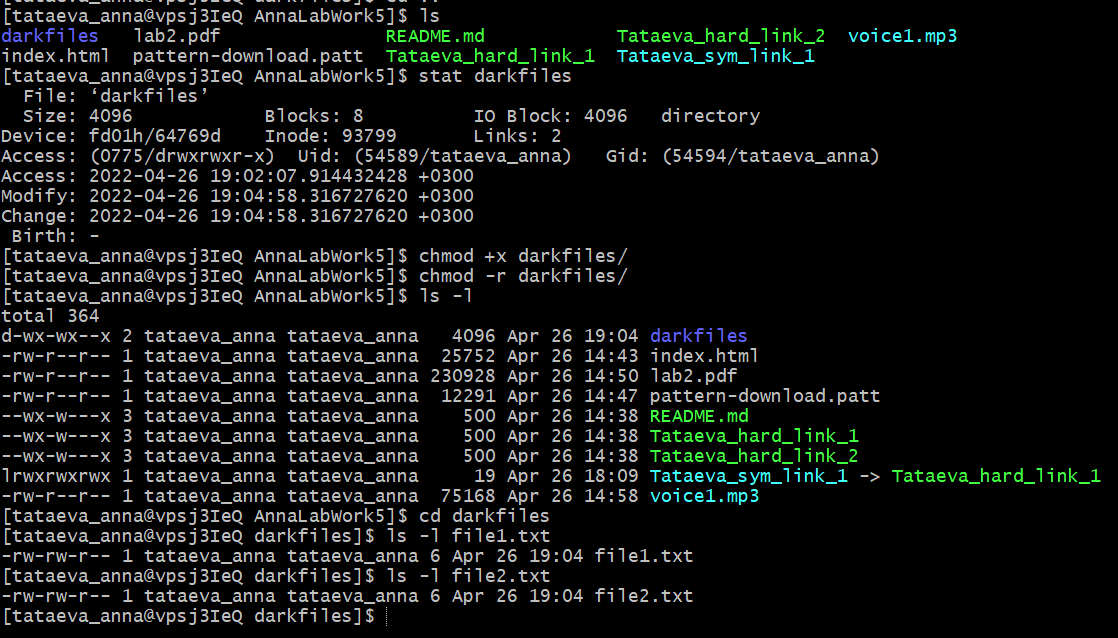 [tataeva_anna@vpsj3IeQ AnnaLabWork5]$ ls
darkfiles   lab2.pdf               README.md            Tataeva_hard_link_2  voice1.mp3
index.html  pattern-download.patt  Tataeva_hard_link_1  Tataeva_sym_link_1
[tataeva_anna@vpsj3IeQ AnnaLabWork5]$ stat darkfiles
  File: ‘darkfiles’
  Size: 4096            Blocks: 8          IO Block: 4096   directory
Device: fd01h/64769d    Inode: 93799       Links: 2
Access: (0775/drwxrwxr-x)  Uid: (54589/tataeva_anna)   Gid: (54594/tataeva_anna)
Access: 2022-04-26 19:02:07.914432428 +0300
Modify: 2022-04-26 19:04:58.316727620 +0300
Change: 2022-04-26 19:04:58.316727620 +0300
 Birth: -
[tataeva_anna@vpsj3IeQ AnnaLabWork5]$ chmod +x darkfiles/
[tataeva_anna@vpsj3IeQ AnnaLabWork5]$ chmod -r darkfiles/
[tataeva_anna@vpsj3IeQ AnnaLabWork5]$ ls -l
total 364
d-wx-wx--x 2 tataeva_anna tataeva_anna   4096 Apr 26 19:04 darkfiles
-rw-r--r-- 1 tataeva_anna tataeva_anna  25752 Apr 26 14:43 index.html
-rw-r--r-- 1 tataeva_anna tataeva_anna 230928 Apr 26 14:50 lab2.pdf
-rw-r--r-- 1 tataeva_anna tataeva_anna  12291 Apr 26 14:47 pattern-download.patt
--wx-w---x 3 tataeva_anna tataeva_anna    500 Apr 26 14:38 README.md
--wx-w---x 3 tataeva_anna tataeva_anna    500 Apr 26 14:38 Tataeva_hard_link_1
--wx-w---x 3 tataeva_anna tataeva_anna    500 Apr 26 14:38 Tataeva_hard_link_2
lrwxrwxrwx 1 tataeva_anna tataeva_anna     19 Apr 26 18:09 Tataeva_sym_link_1 -> Tataeva_hard_link_1
-rw-r--r-- 1 tataeva_anna tataeva_anna  75168 Apr 26 14:58 voice1.mp3
[tataeva_anna@vpsj3IeQ AnnaLabWork5]$ cd darkfiles
[tataeva_anna@vpsj3IeQ darkfiles]$ ls -l file1.txt
-rw-rw-r-- 1 tataeva_anna tataeva_anna 6 Apr 26 19:04 file1.txt
[tataeva_anna@vpsj3IeQ darkfiles]$ ls -l file2.txt
-rw-rw-r-- 1 tataeva_anna tataeva_anna 6 Apr 26 19:04 file2.txt
[tataeva_anna@vpsj3IeQ darkfiles]$